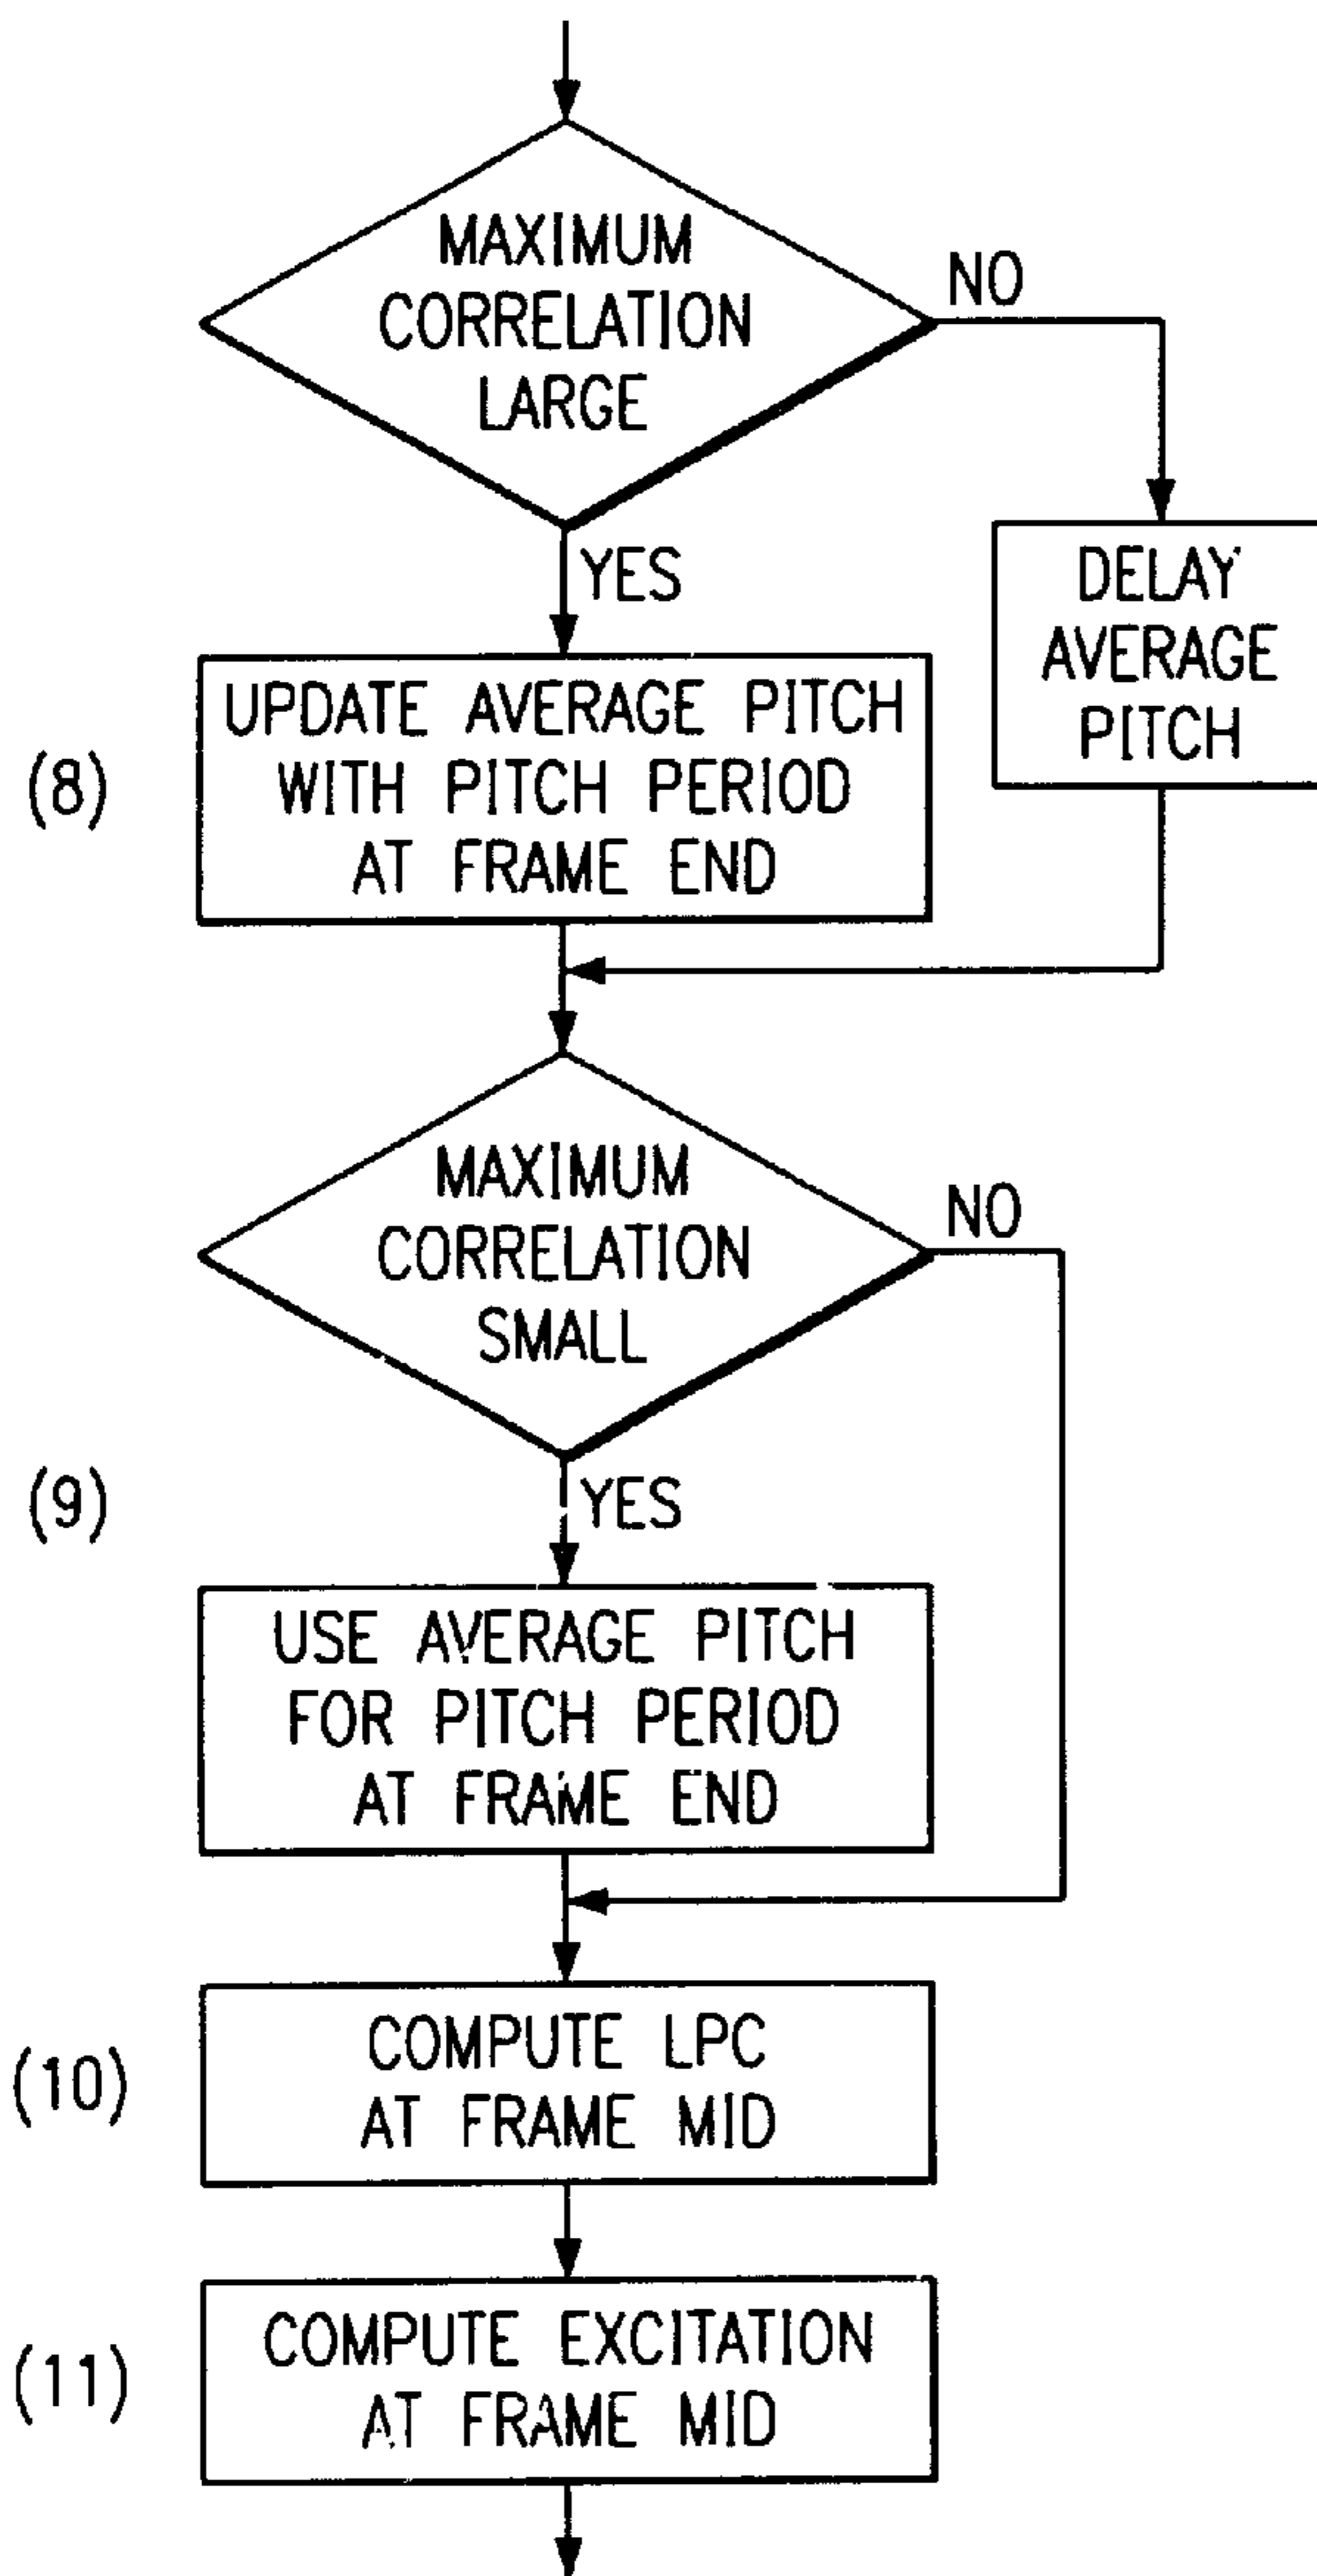 MAXIMUM
CORRELATION
LARGE
NO
YES
DELAY
AVERAGE
PITCH
(8)
UPDATE AVERAGE PITCH
WITH PITCH PERIOD
AT FRAME END
MAXIMUM
CORRELATION
SMALL
NO
(9)
YES
USE AVERAGE PITCH
FOR PITCH PERIOD
AT FRAME END
(10)
COMPUTE LPC
AT FRAME MID
(11)
COMPUTE EXCITATION
AT FRAME MID